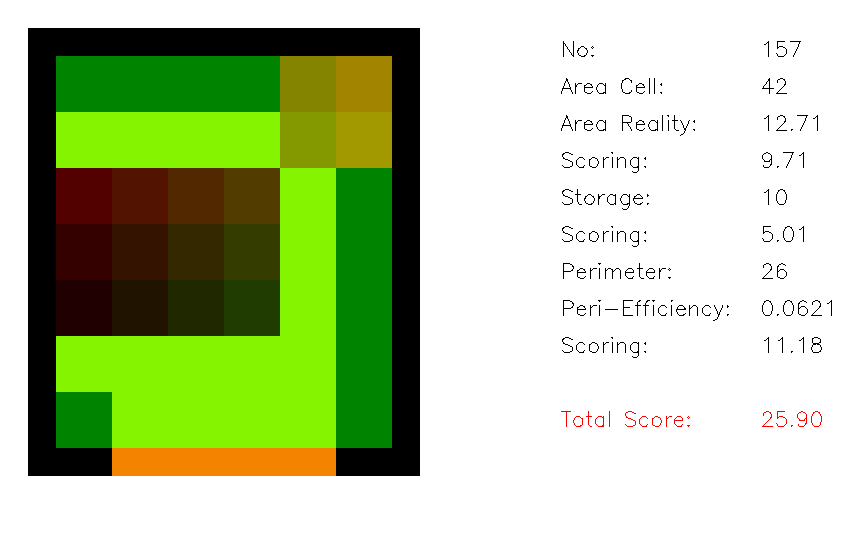 No: 157
Area Cell: 42
Area Reality: 12.71
Scoring: 9.71
Storage: 10
Scoring: 5.01
Perimeter: 26
Peri-Efficiency: 0.0621
Scoring: 11.18
Total Score: 25.90